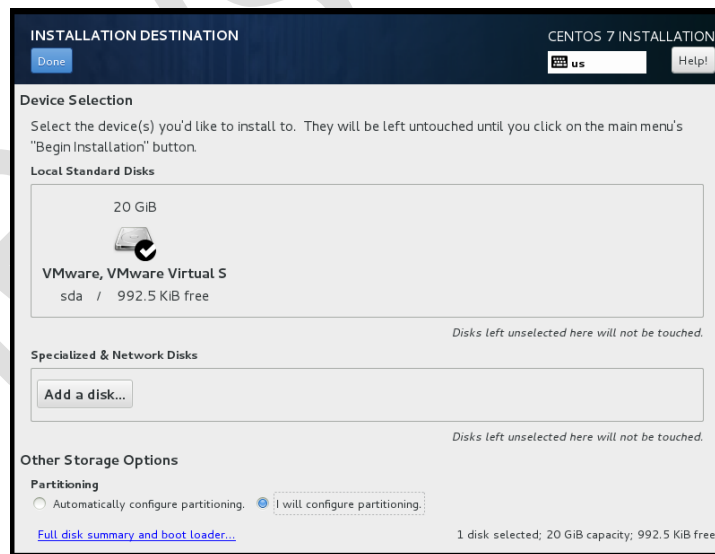 INSTALLATION DESTINATION
CENTOS 7 INSTALLATION
Done
us
Help!
Device Selection
Select the device(s) you'd like to install to. They will be left untouched until you click on the main menu's
"Begin Installation" button.
Local Standard Disks
20 GiB
VMware, VMware Virtual S
sda / 992.5 KiB free
Disks left unselected here will not be touched.
Specialized & Network Disks
Add a disk...
Disks left unselected here will not be touched.
Other Storage Options
Partitioning
Automatically configure partitioning. I will configure partitioning.
Full disk summary and boot loader... 1 disk selected; 20 GiB capacity; 992.5 KiB free